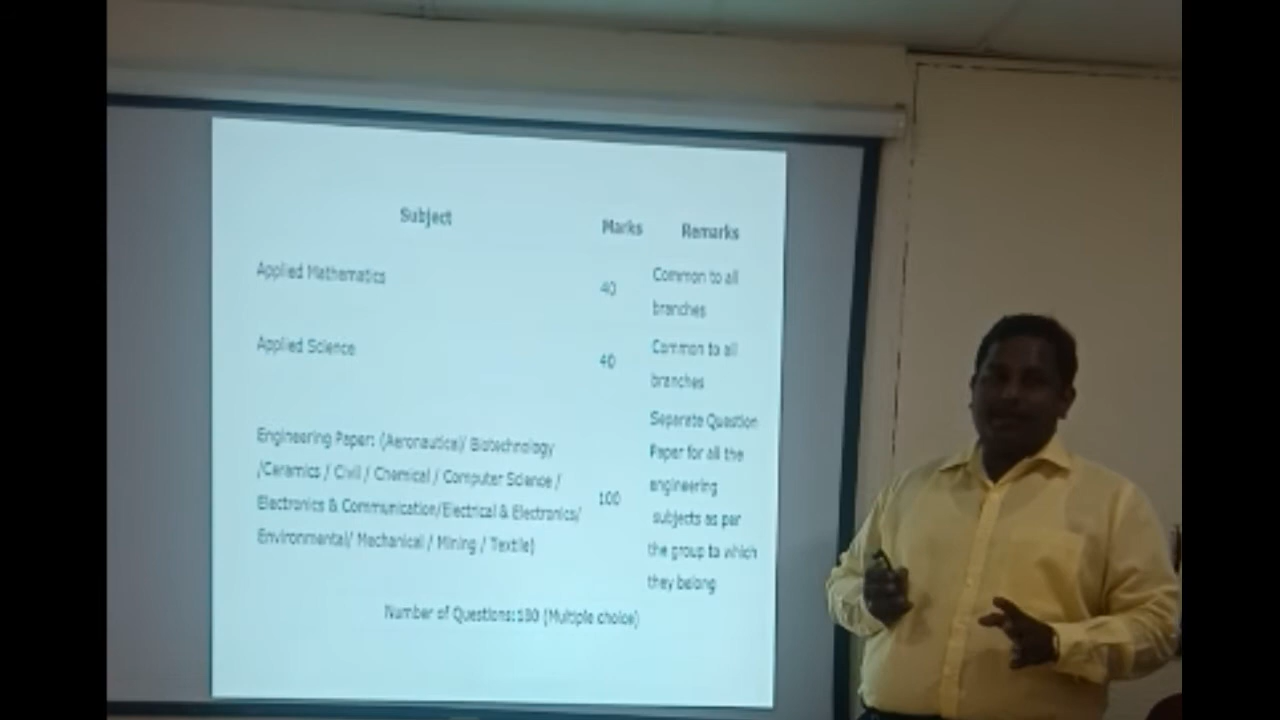 Subject Marks Remarks
Applied Mathematics 40 Common to all
branches
Applied Science 40 Common to all
branches
Engineering Paper: (Aeronautical/ Biotechnology
/Ceramics / Civil / Chemical / Computer Science /
Electronics & Communication/Electrical & Electronics/
Environmental/ Mechanical / Mining / Textile)
100
Separate Question
Paper for all the
engineering
subjects as per
the group to which
they belong
Number of Questions:180 (Multiple choice)